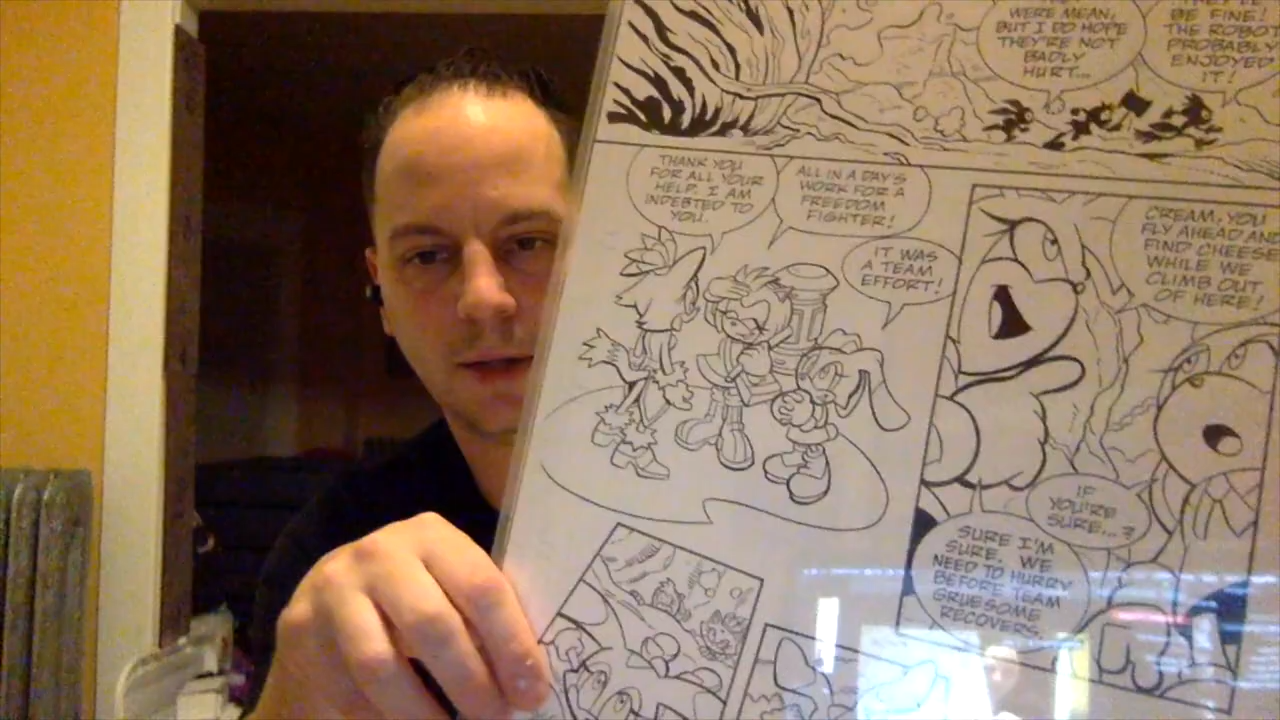 WERE MEAN,
BUT I DO HOPE
THEY'RE NOT
BADLY
HURT...
THEY'LL
BE FINE!
THE ROBOT
PROBABLY
ENJOYED
IT!
THANK YOU
FOR ALL YOUR
HELP. I AM
INDEBTED TO
YOU.
ALL IN A DAY'S
WORK FOR A
FREEDOM
FIGHTER!
IT WAS
A TEAM
EFFORT!
CREAM, YOU
FLY AHEAD AND
FIND CHEESE
WHILE WE
CLIMB OUT
OF HERE!
IF
YOU'RE
SURE...?
SURE I'M
SURE. WE
NEED TO HURRY
BEFORE TEAM
GRUESOME
RECOVERS.